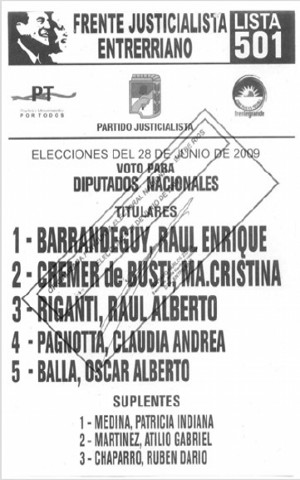 FRENTE JUSTICIALISTA
ENTRERRIANO
LISTA
501
PT
PORTODOS
PARTIDO JUSTICIALISTA
ELECCIONES DEL 28 DE JUNIO DE 2009
VOTO PARA
DIPUTADOS NACIONALES
TITULARES
1 - BARRANDEGUY, RAUL ENRIQUE
2 - CREMER de BUSTI, MA.CRISTINA
3 - RIGANTI, RAUL ALBERTO
4 - PAGNOTTA, CLAUDIA ANDREA
5 - BALLA, OSCAR ALBERTO
SUPLENTES
1 - MEDINA, PATRICIA INDIANA
2 - MARTINEZ, ATILIO GABRIEL
3 - CHAPARRO, RUBEN DARIO